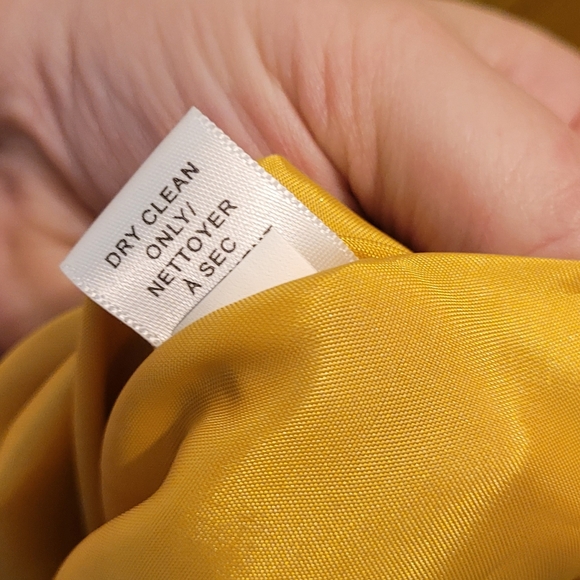 DRY CLEAN
ONLY/
NETTOYER
A SEC